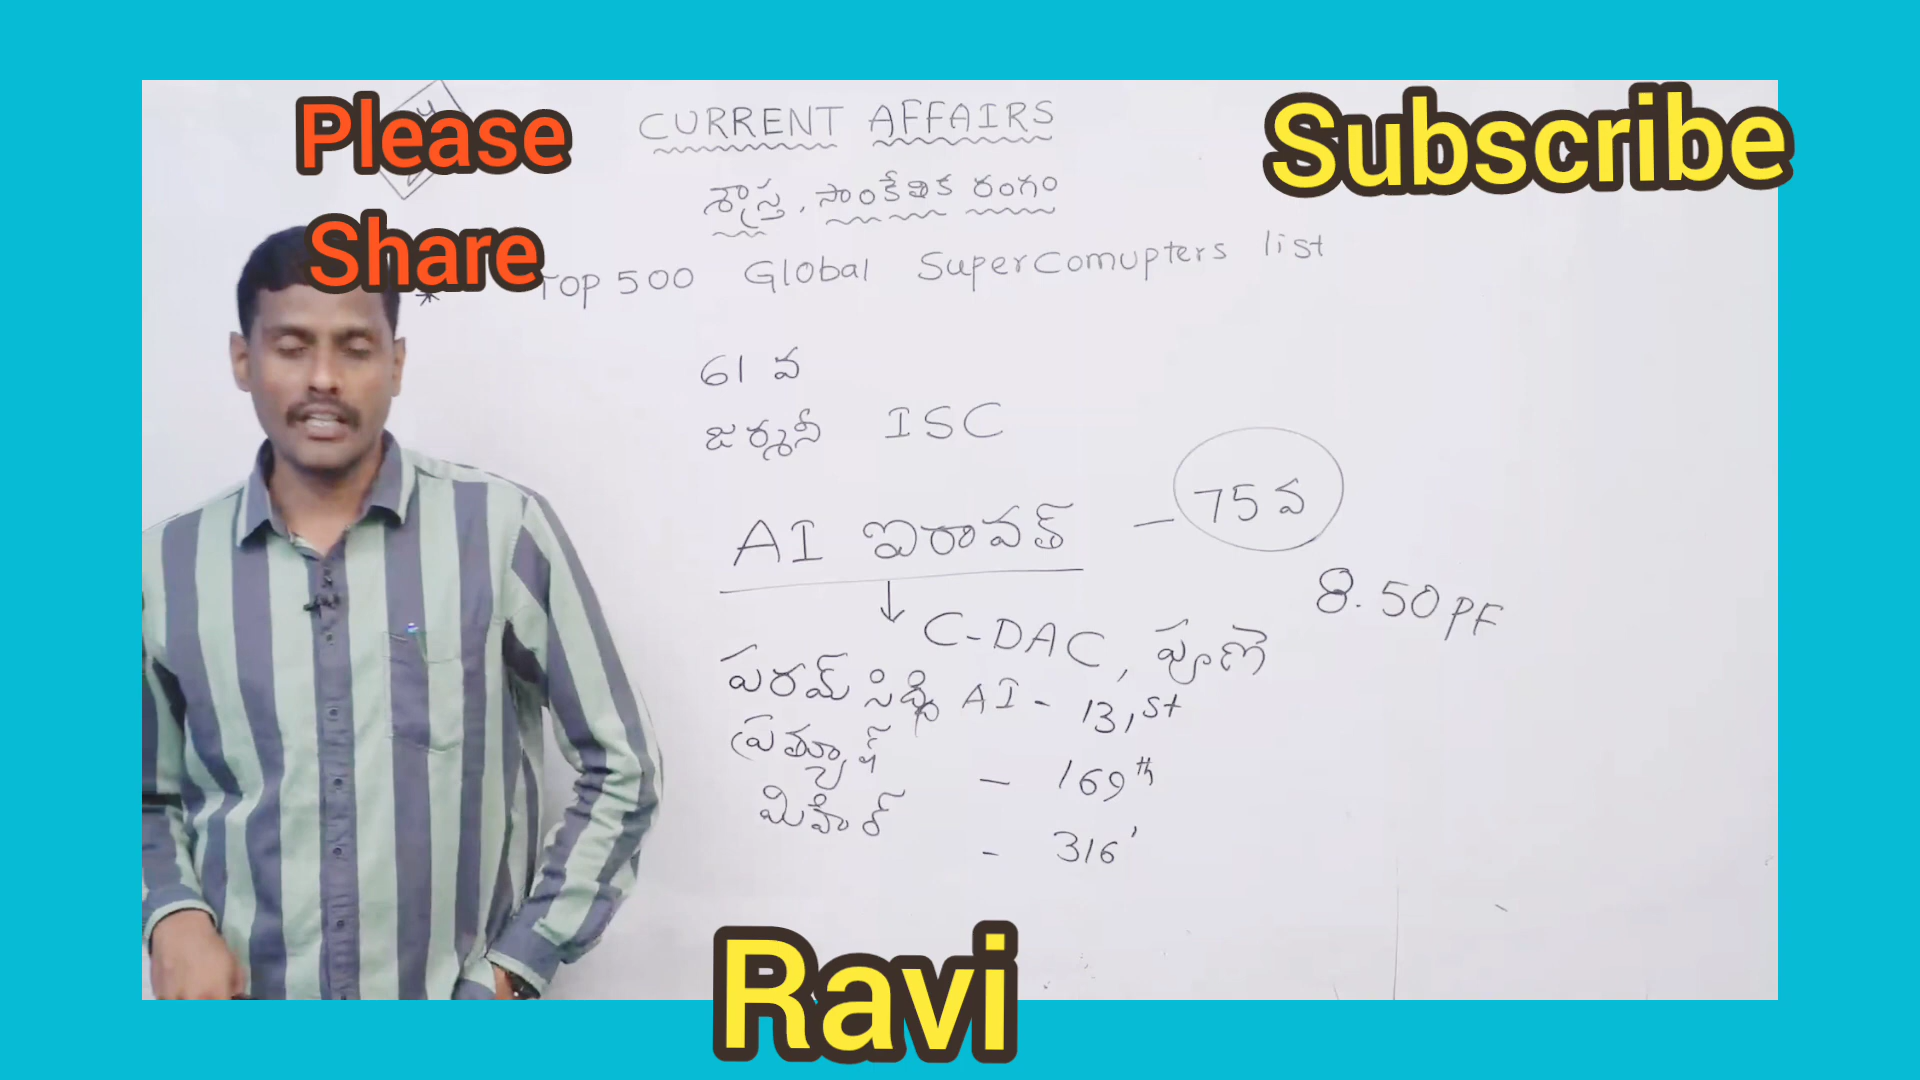 Please
Share
Subscribe
CURRENT AFFAIRS
శాస్త్ర, సాంకేతిక రంగం
* Top 500 Global Supercomupters list
61 వ
జర్మనీ ISC
AI ఐరావత్ - 75 వ
8.50 PF
↓ C-DAC, పూణె
పరమ్ సిద్ధి AI - 131st
ప్రత్యూష్ - 169th
మిహిర్ - 316'
Ravi